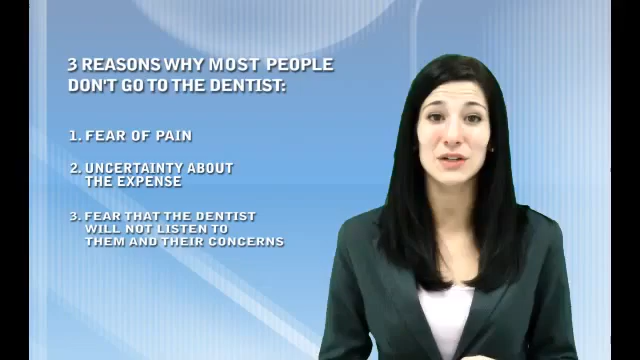 3 REASONS WHY MOST PEOPLE
DON'T GO TO THE DENTIST:
1. FEAR OF PAIN
2. UNCERTAINTY ABOUT
THE EXPENSE
3. FEAR THAT THE DENTIST
WILL NOT LISTEN TO
THEM AND THEIR CONCERNS